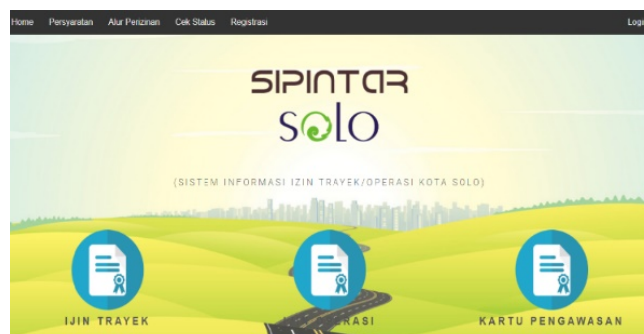 Home Persyaratan Alur Perizinan Cek Status Registrasi
SIPINTAR
solo
(SISTEM INFORMASI IZIN TRAYEK/OPERASI KOTA SOLO)
IJIN TRAYEK
KARTU PENGAWASAN